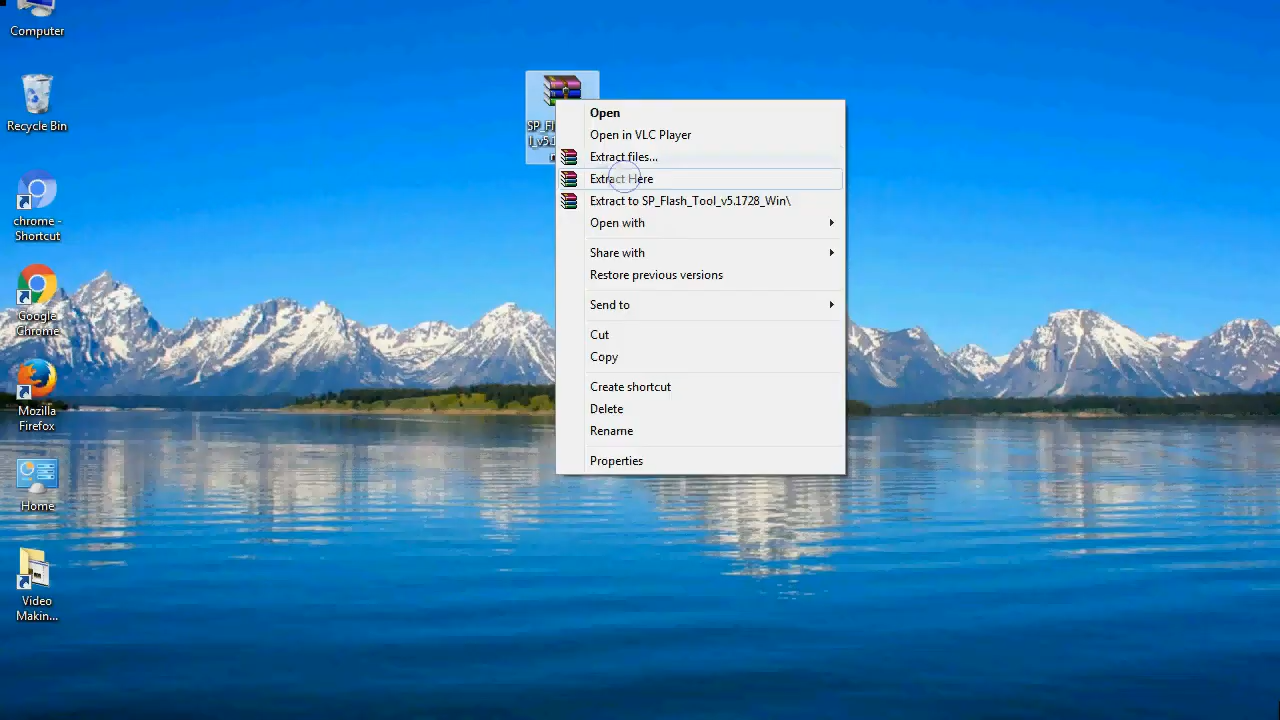 Computer
Recycle Bin
chrome -
Shortcut
Google
Chrome
Mozilla
Firefox
Home
Video
Makin...
Open
Open in VLC Player
Extract files...
Extract Here
Extract to SP_Flash_Tool_v5.1728_Win\
Open with
Share with
Restore previous versions
Send to
Cut
Copy
Create shortcut
Delete
Rename
Properties